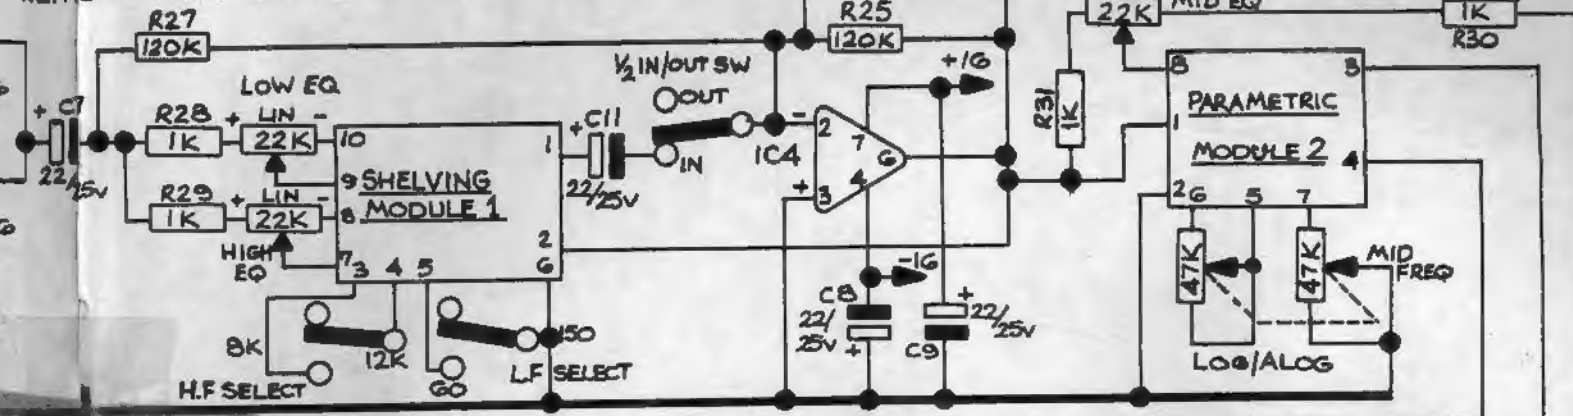 R27
120K
R25
120K
22K
MID EQ
1K
R30
½ IN/OUT SW
OUT
IN
+16
+ C7
22/25V
LOW EQ
R28
1K
+ LIN -
22K
R29
1K
+ LIN -
22K
HIGH EQ
10
9
8
7
SHELVING
MODULE 1
1
2
6
3 4 5
+ C11
22/25V
IC4
- 2
+ 3
7
6
4
-16
C8
22/25V
+
+
22/25V
C9
R31
1K
8
1
2
PARAMETRIC
MODULE 2
3
4
6 5 7
47K
47K
MID FREQ
LOG/ALOG
8K
12K
H.F SELECT
60
150
L.F SELECT